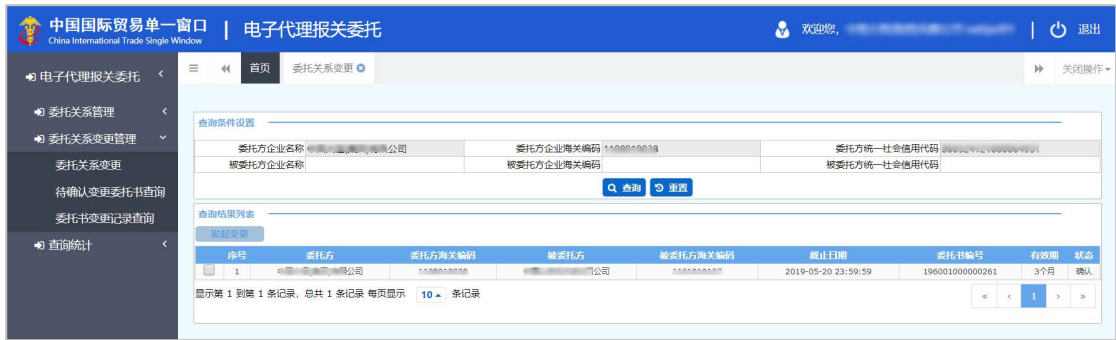 中国国际贸易单一窗口 | 电子代理报关委托 欢迎您, | 退出
China International Trade Single Window
电子代理报关委托 首页 委托关系变更 关闭操作
委托关系管理
委托关系变更管理
委托关系变更
待确认变更委托书查询
委托书变更记录查询
查询统计
查询条件设置
委托方企业名称 公司 委托方企业海关编码 委托方统一社会信用代码
被委托方企业名称 被委托方企业海关编码 被委托方统一社会信用代码
查询 重置
查询结果列表
发起变更
序号 委托方 委托方海关编码 被委托方 被委托方海关编码 截止日期 委托书编号 有效期 状态
1 公司 公司 2019-05-20 23:59:59 196001000000261 3个月 确认
显示第 1 到第 1 条记录, 总共 1 条记录 每页显示 10 条记录 « ‹ 1 › »